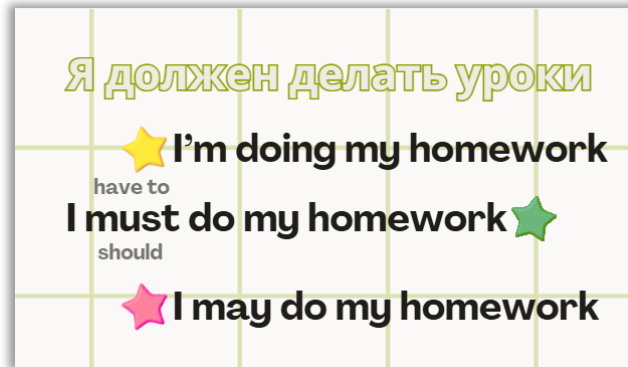 Я должен делать уроки
I'm doing my homework
have to
I must do my homework
should
I may do my homework